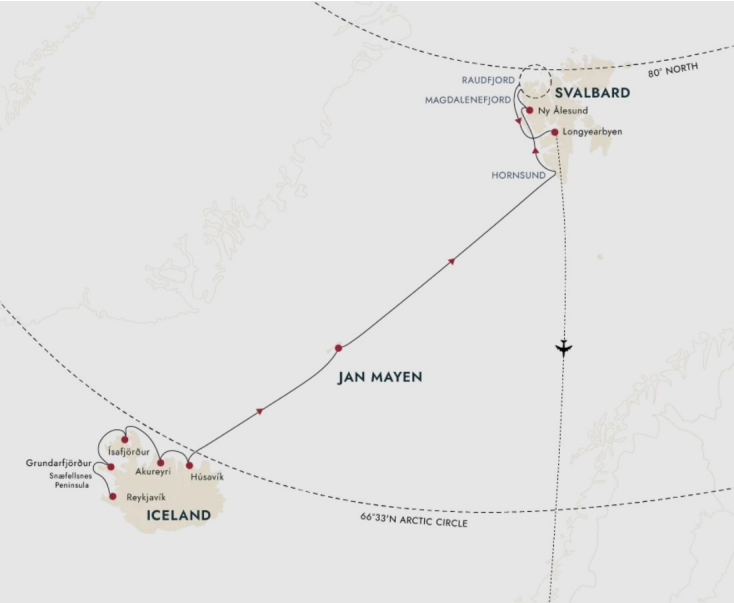 80° NORTH
RAUDFJORD
SVALBARD
MAGDALENEFJORD
Ny Ålesund
Longyearbyen
HORNSUND
JAN MAYEN
Ísafjörður
Grundarfjörður
Akureyri
Snæfellsnes
Peninsula
Húsavík
Reykjavík
ICELAND
66°33'N ARCTIC CIRCLE